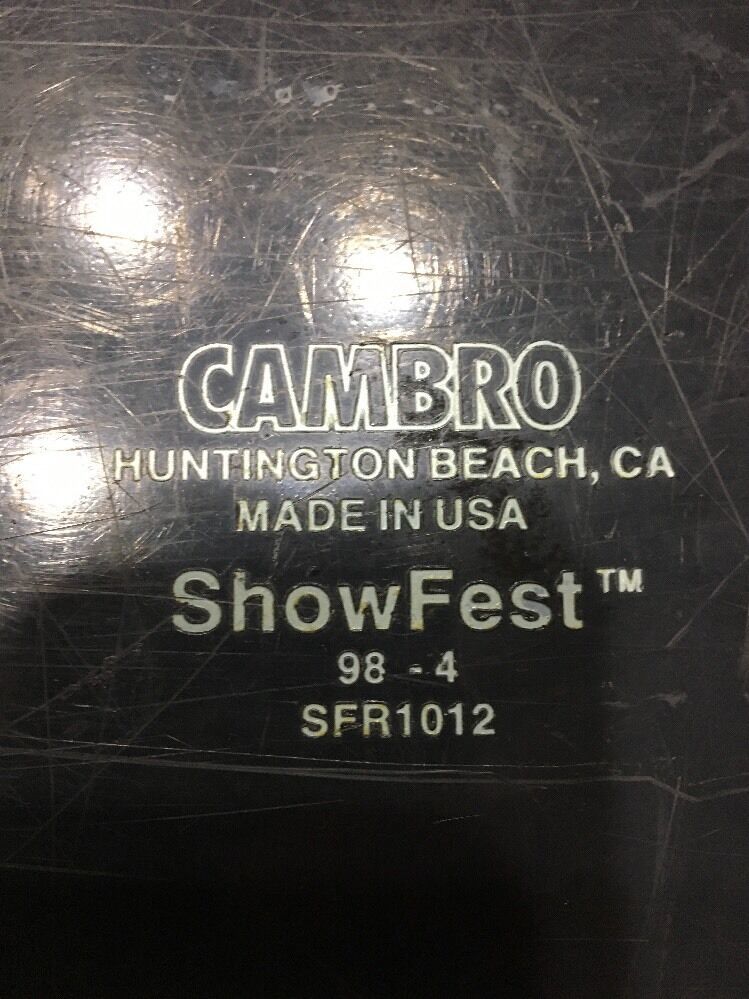 CAMBRO
HUNTINGTON BEACH, CA
MADE IN USA
ShowFest™
98 - 4
SFR1012